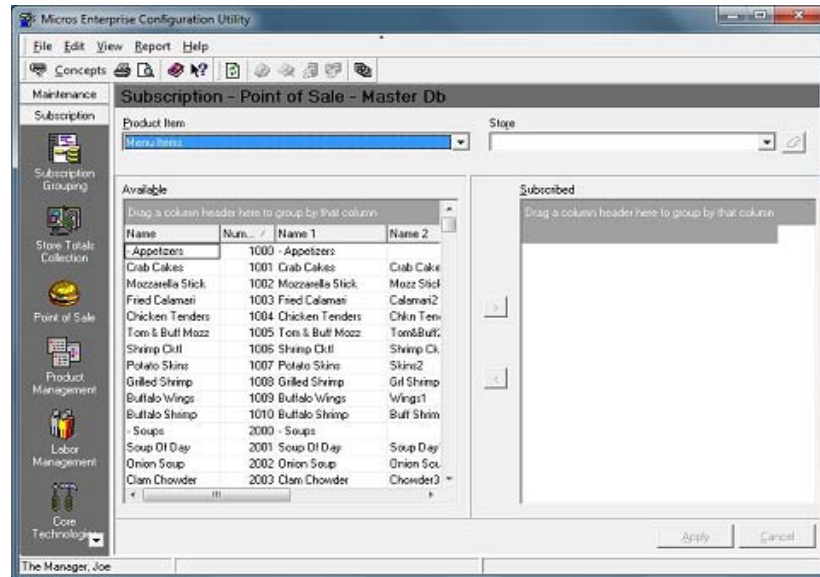 Micros Enterprise Configuration Utility
File Edit View Report Help
Concepts
Maintenance
Subscription
Subscription Grouping
Store Totals Collection
Point of Sale
Product Management
Labor Management
Core Technologies
Subscription - Point of Sale - Master Db
Product Item
Store
Menu Items
Available
Subscribed
Drag a column header here to group by that column
Drag a column header here to group by that column
Name Num... / Name 1 Name 2
- Appetizers 1000 - Appetizers
Crab Cakes 1001 Crab Cakes Crab Cake
Mozzarella Stick 1002 Mozzarella Stick Mozz Stick
Fried Calamari 1003 Fried Calamari Calamari2
Chicken Tenders 1004 Chicken Tenders Chkn Ten
Tom & Buff Mozz 1005 Tom & Buff Mozz Tom&Buff2
Shrimp Cktl 1006 Shrimp Cktl Shrimp Ck
Potato Skins 1007 Potato Skins Skins2
Grilled Shrimp 1008 Grilled Shrimp Grl Shrimp
Buffalo Wings 1009 Buffalo Wings Wings1
Buffalo Shrimp 1010 Buffalo Shrimp Buff Shrim
- Soups 2000 - Soups
Soup Of Day 2001 Soup Of Day Soup Day
Onion Soup 2002 Onion Soup Onion Sou
Clam Chowder 2003 Clam Chowder Chowder3
> 
<
Apply Cancel
The Manager, Joe